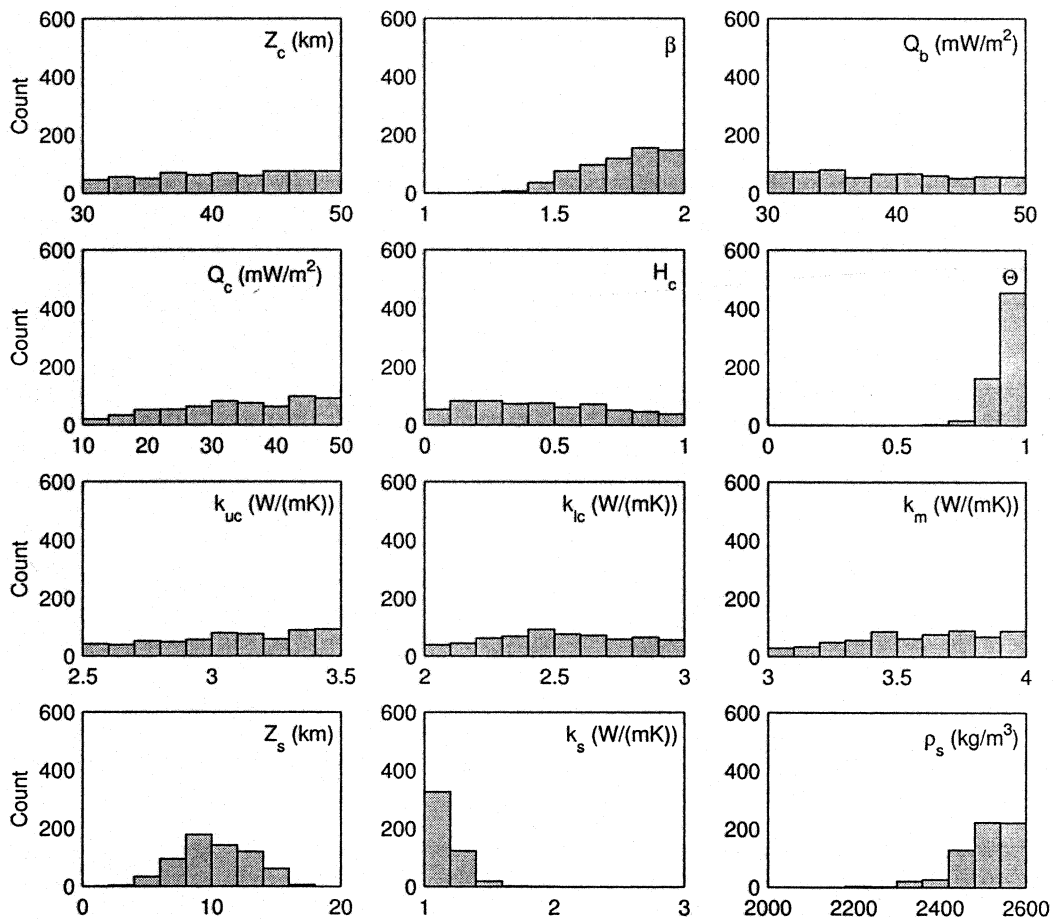 600
400
200
0
Count
Z_c (km)
30 40 50
600
400
200
0
β
1 1.5 2
600
400
200
0
Q_b (mW/m²)
30 40 50
600
400
200
0
Count
Q_c (mW/m²)
10 20 30 40 50
600
400
200
0
H_c
0 0.5 1
600
400
200
0
Θ
0 0.5 1
600
400
200
0
Count
k_uc (W/(mK))
2.5 3 3.5
600
400
200
0
k_lc (W/(mK))
2 2.5 3
600
400
200
0
k_m (W/(mK))
3 3.5 4
600
400
200
0
Count
Z_s (km)
0 10 20
600
400
200
0
k_s (W/(mK))
1 2 3
600
400
200
0
ρ_s (kg/m³)
2000 2200 2400 2600